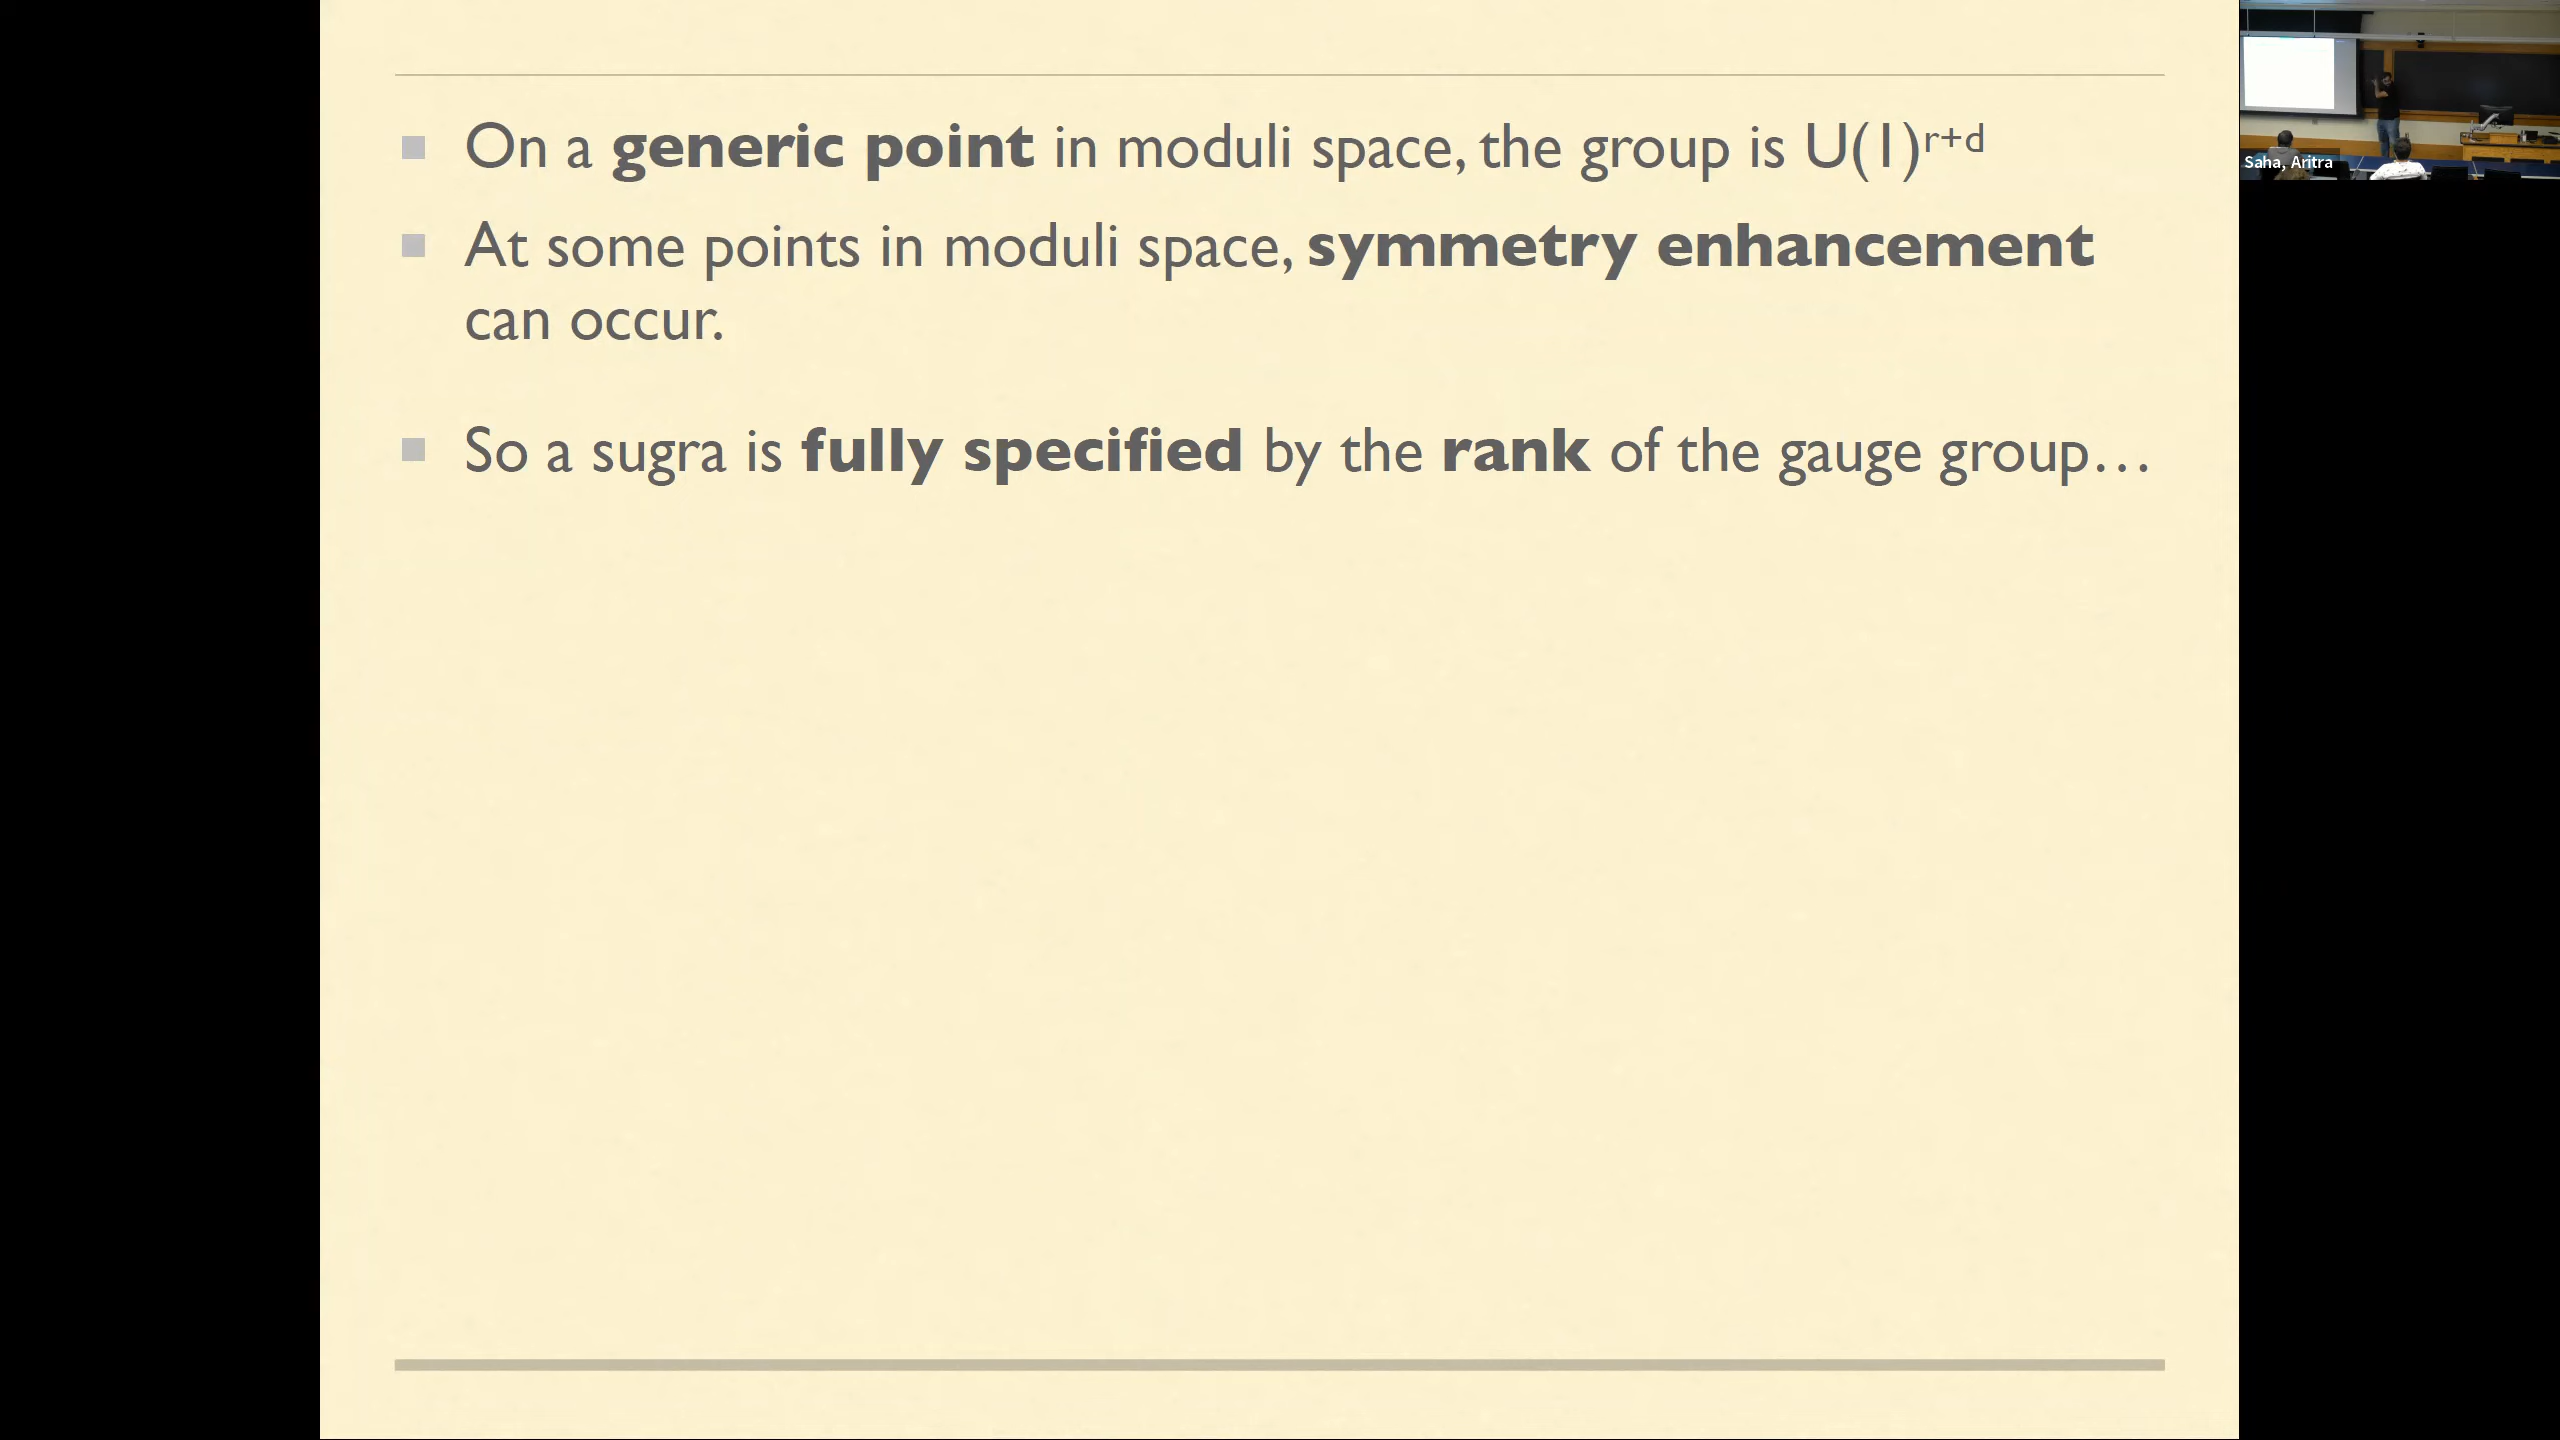 On a generic point in moduli space, the group is U(1)ʳ⁺ᵈ
At some points in moduli space, symmetry enhancement
can occur.
So a sugra is fully specified by the rank of the gauge group…
Saha, Aritra